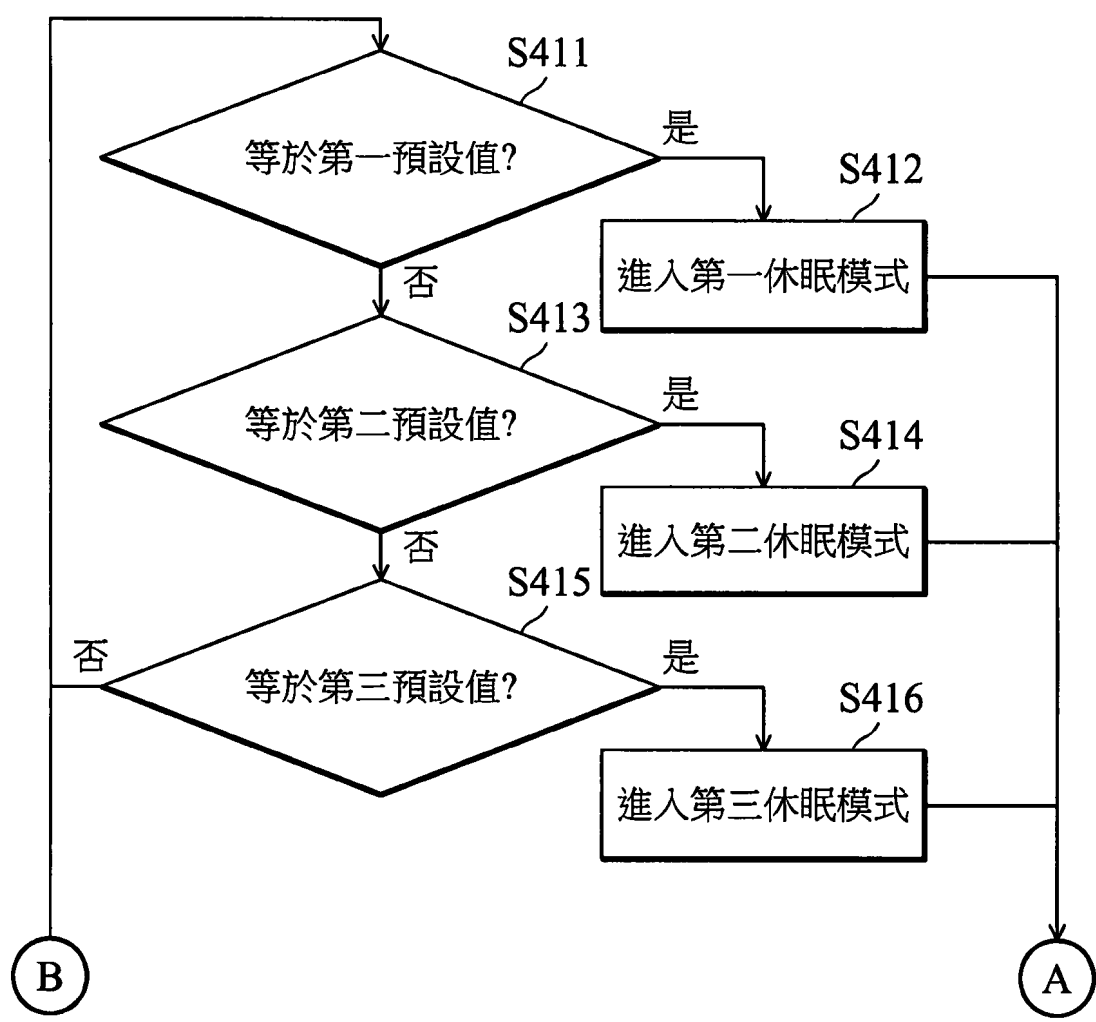 S411
等於第一預設值?
是
S412
進入第一休眠模式
否
S413
等於第二預設值?
是
S414
進入第二休眠模式
否
S415
等於第三預設值?
否
是
S416
進入第三休眠模式
B
A